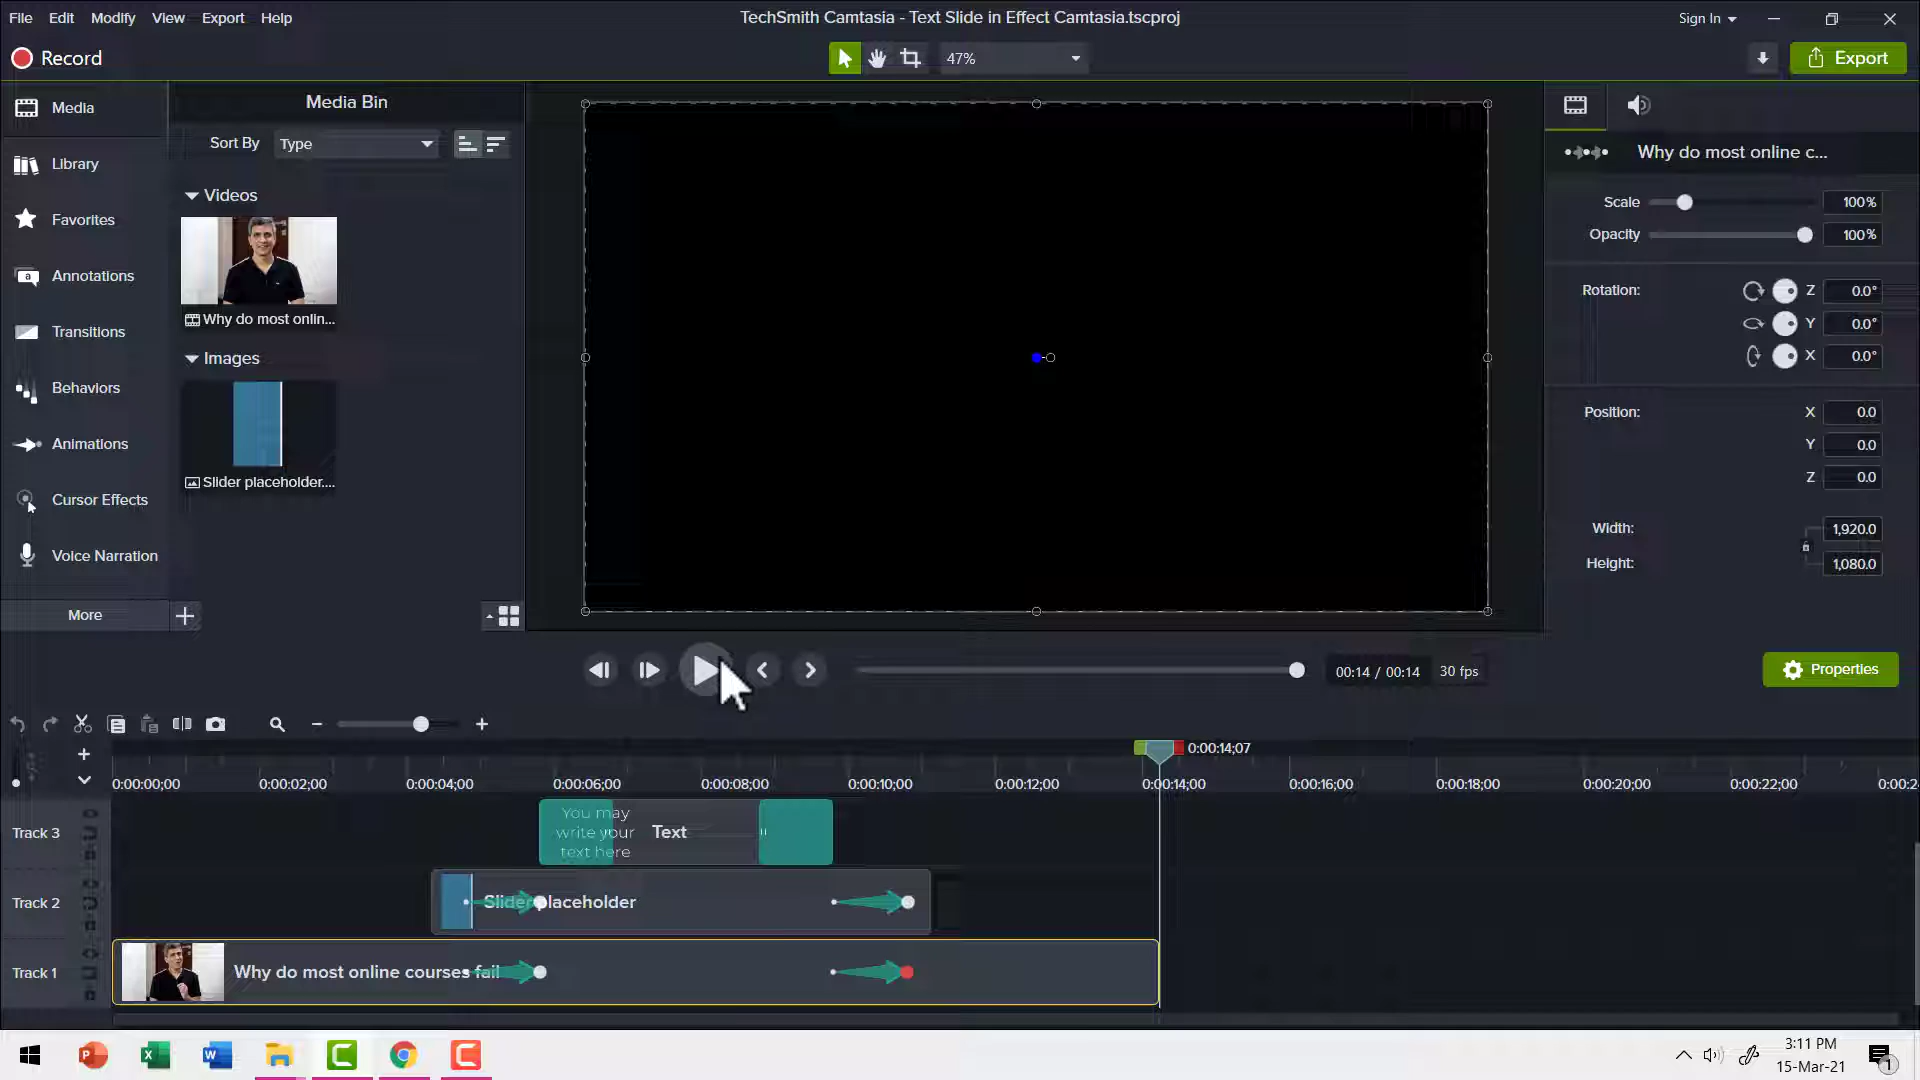 File Edit Modify View Export Help
TechSmith Camtasia - Text Slide in Effect Camtasia.tscproj
Sign In
Record
47%
Export
Media
Library
Favorites
Annotations
Transitions
Behaviors
Animations
Cursor Effects
Voice Narration
More
Media Bin
Sort By Type
Videos
Why do most onlin...
Images
Slider placeholder....
Why do most online c...
Scale 100%
Opacity 100%
Rotation: Z 0.0°
Y 0.0°
X 0.0°
Position: X 0.0
Y 0.0
Z 0.0
Width: 1,920.0
Height: 1,080.0
00:14 / 00:14 30 fps
Properties
0:00:14;07
0:00:00;00 0:00:02;00 0:00:04;00 0:00:06;00 0:00:08;00 0:00:10;00 0:00:12;00 0:00:14;00 0:00:16;00 0:00:18;00 0:00:20;00 0:00:22;00 0:00:2
Track 3
You may
write your
text here
Text
Track 2
Slider placeholder
Track 1
Why do most online courses fail
3:11 PM
15-Mar-21
1